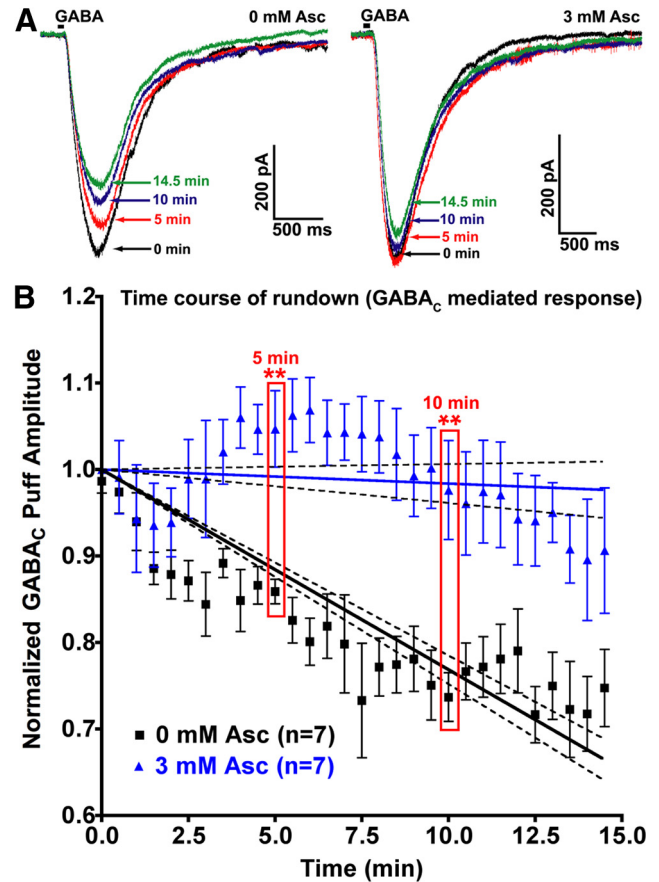 A
GABA
0 mM Asc
14.5 min
10 min
5 min
0 min
200 pA
500 ms
GABA
3 mM Asc
14.5 min
10 min
5 min
0 min
200 pA
500 ms
B
Time course of rundown (GABAC mediated response)
Normalized GABAC Puff Amplitude
1.2
1.1
1.0
0.9
0.8
0.7
0.6
5 min
**
10 min
**
0 mM Asc (n=7)
3 mM Asc (n=7)
0.0
2.5
5.0
7.5
10.0
12.5
15.0
Time (min)